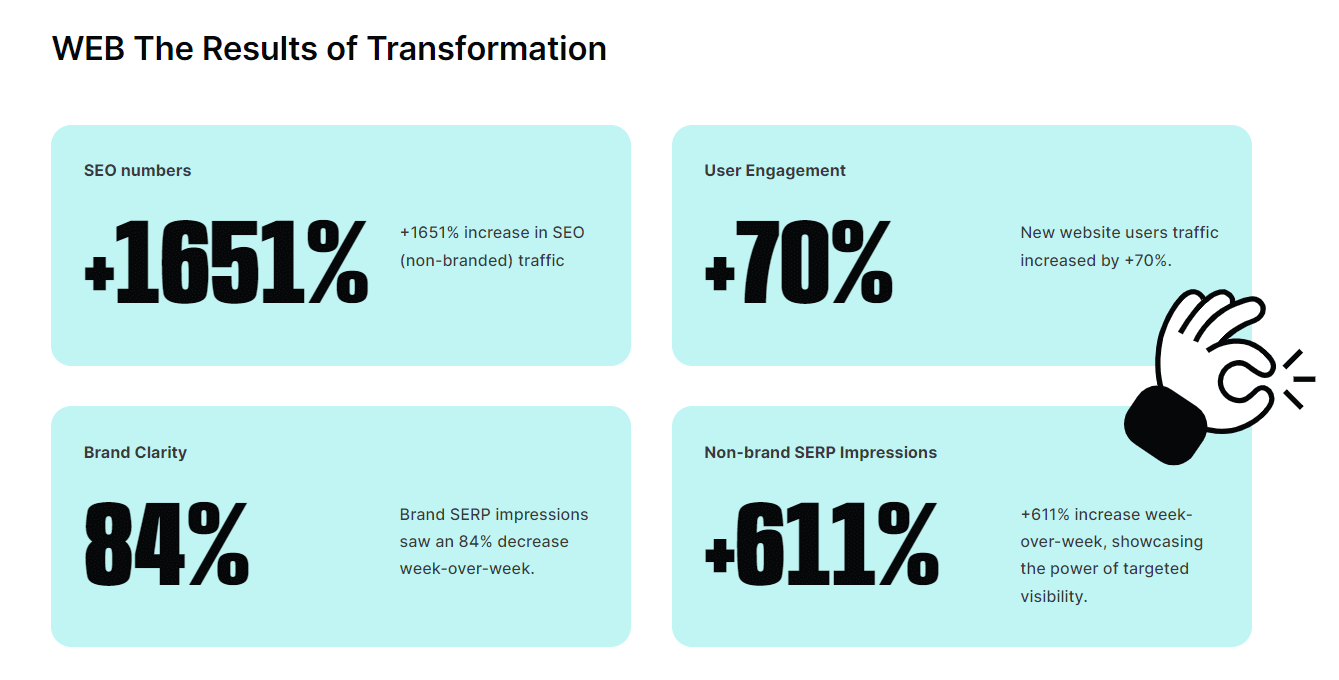 WEB The Results of Transformation
SEO numbers
+1651%
+1651% increase in SEO
(non-branded) traffic
User Engagement
+70%
New website users traffic
increased by +70%.
Brand Clarity
84%
Brand SERP impressions
saw an 84% decrease
week-over-week.
Non-brand SERP Impressions
+611%
+611% increase week-
over-week, showcasing
the power of targeted
visibility.